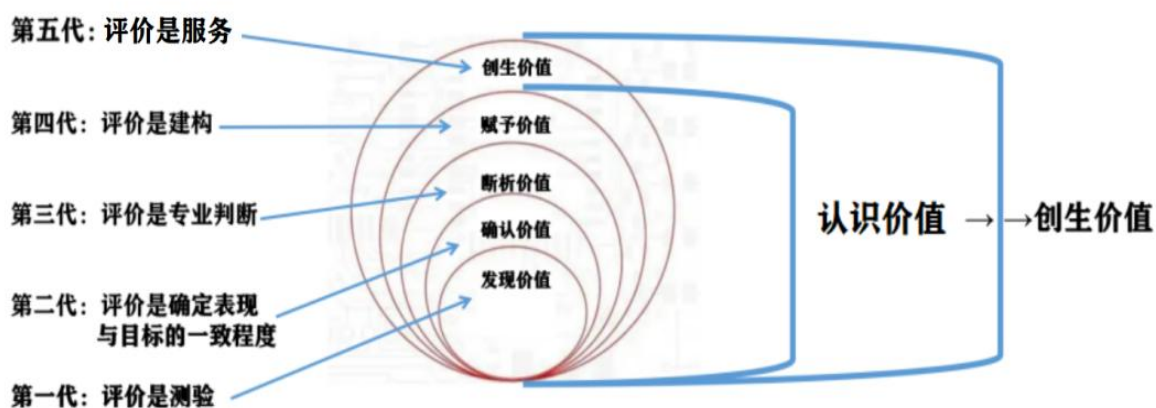 第五代：评价是服务
创生价值
第四代：评价是建构
赋予价值
第三代：评价是专业判断
断析价值
认识价值 → →创生价值
确认价值
发现价值
第二代：评价是确定表现
与目标的一致程度
第一代：评价是测验